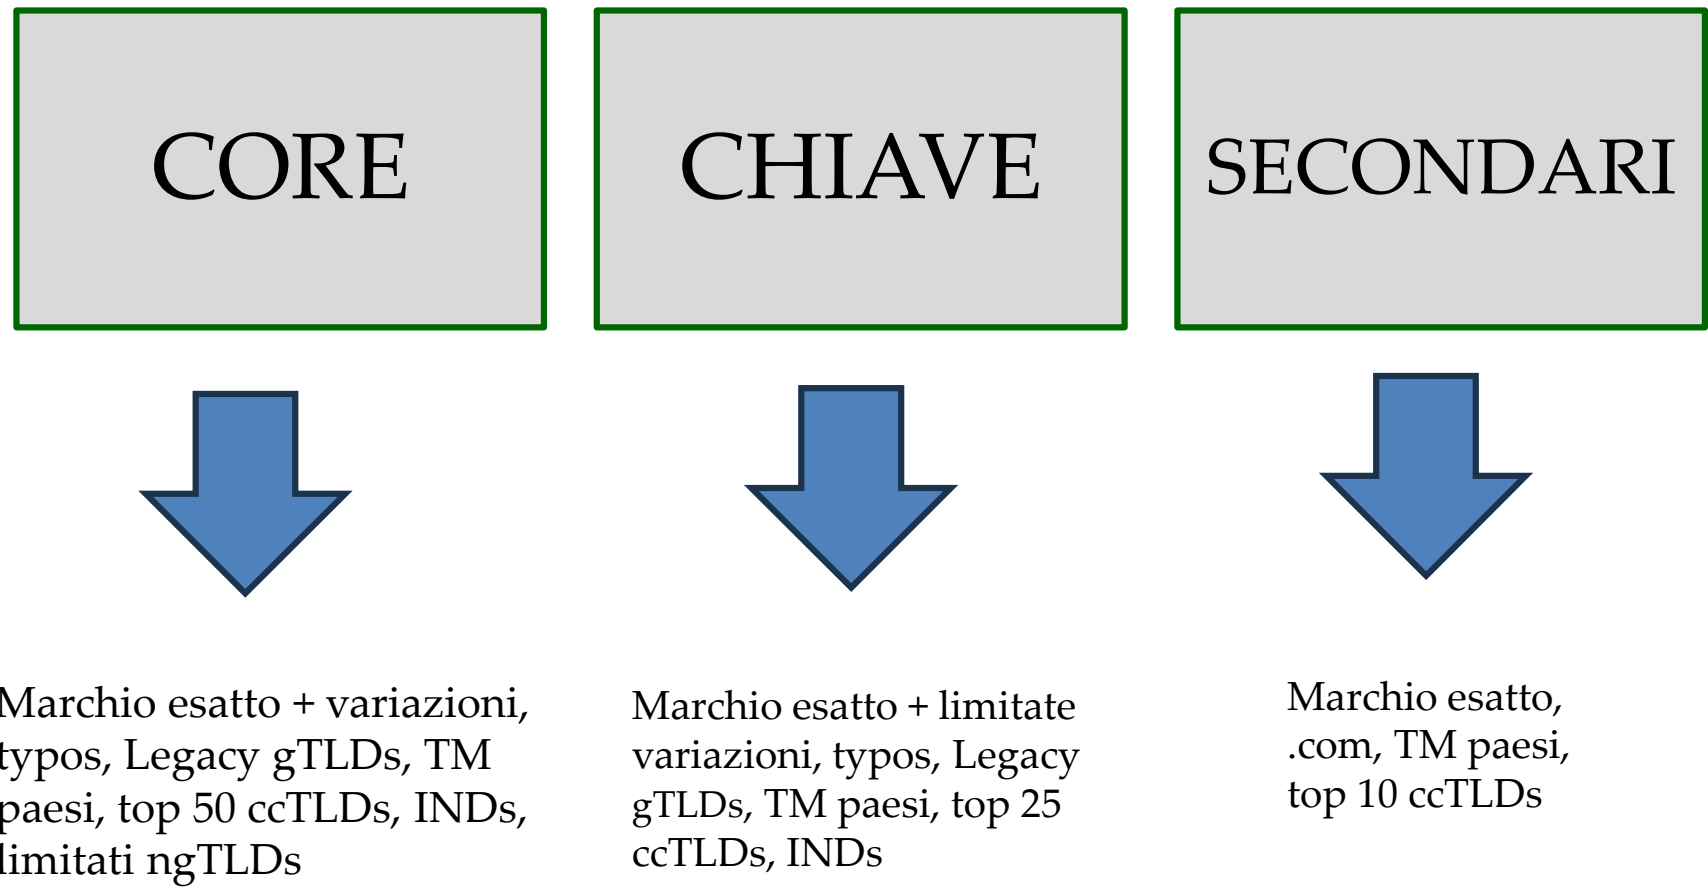 CORE
CHIAVE
SECONDARI
Marchio esatto + variazioni,
typos, Legacy gTLDs, TM
paesi, top 50 ccTLDs, INDs,
limitati ngTLDs
Marchio esatto + limitate
variazioni, typos, Legacy
gTLDs, TM paesi, top 25
ccTLDs, INDs
Marchio esatto,
.com, TM paesi,
top 10 ccTLDs